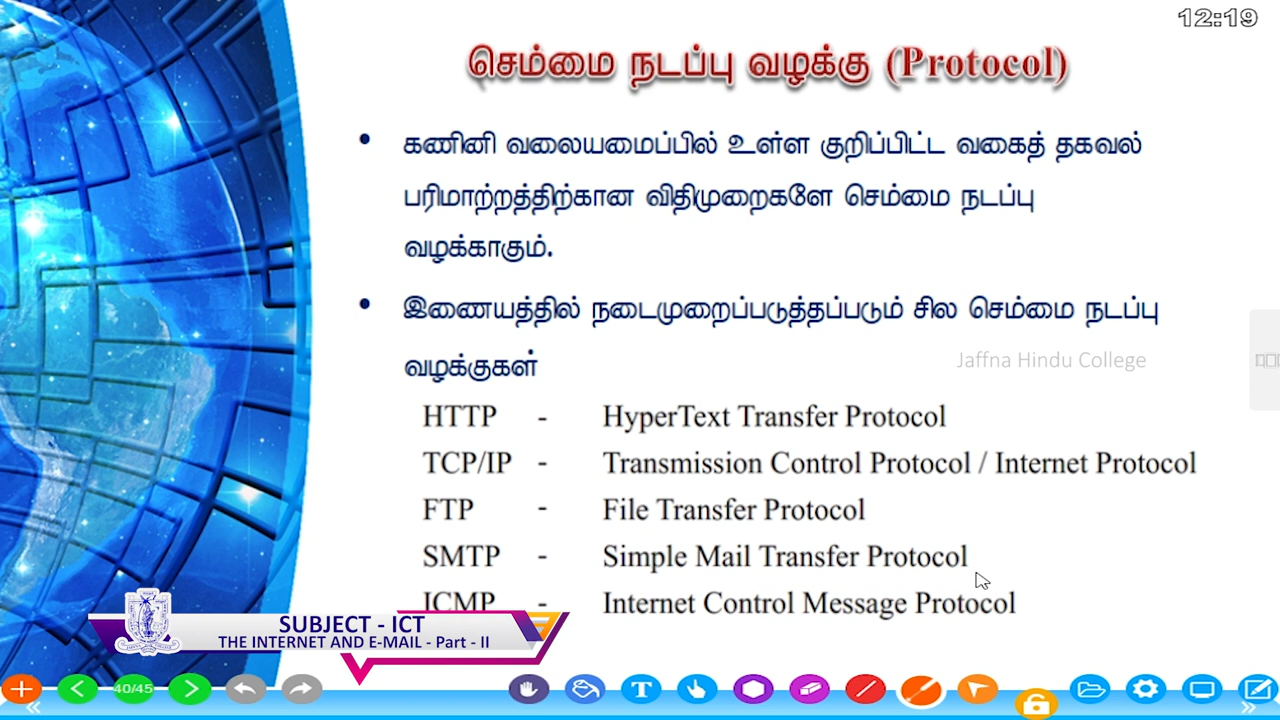 12:19
செம்மை நடப்பு வழக்கு (Protocol)
• கணினி வலையமைப்பில் உள்ள குறிப்பிட்ட வகைத் தகவல்
பரிமாற்றத்திற்கான விதிமுறைகளே செம்மை நடப்பு
வழக்காகும்.
• இணையத்தில் நடைமுறைப்படுத்தப்படும் சில செம்மை நடப்பு
வழக்குகள்
Jaffna Hindu College
HTTP - HyperText Transfer Protocol
TCP/IP - Transmission Control Protocol / Internet Protocol
FTP - File Transfer Protocol
SMTP - Simple Mail Transfer Protocol
ICMP - Internet Control Message Protocol
SUBJECT - ICT
THE INTERNET AND E-MAIL - Part - II
40/45